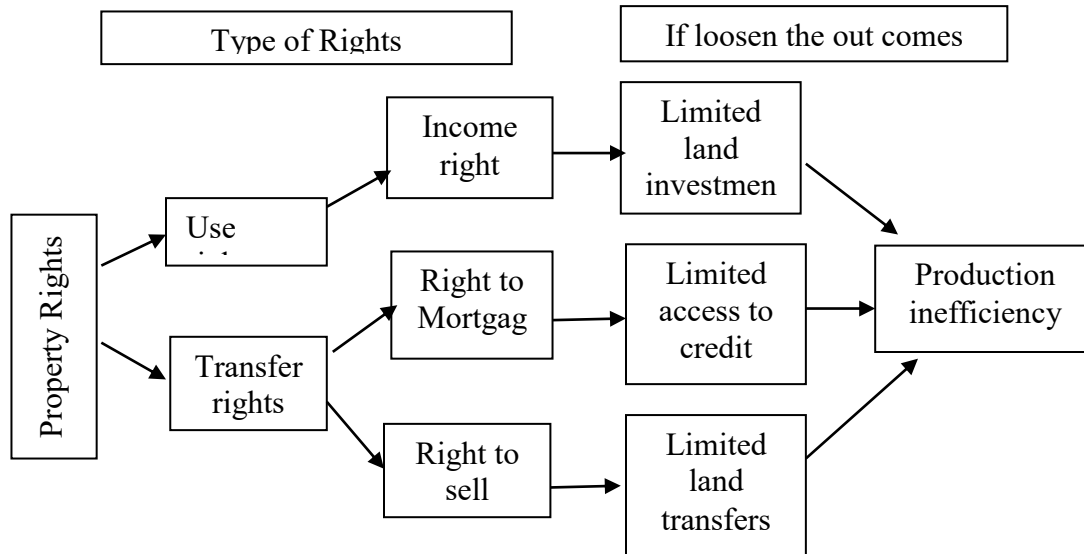 Type of Rights
If loosen the out comes
Income
right
Limited
land
investmen
Property Rights
Use
Right to
Mortgag
Limited
access to
credit
Production
inefficiency
Transfer
rights
Right to
sell
Limited
land
transfers